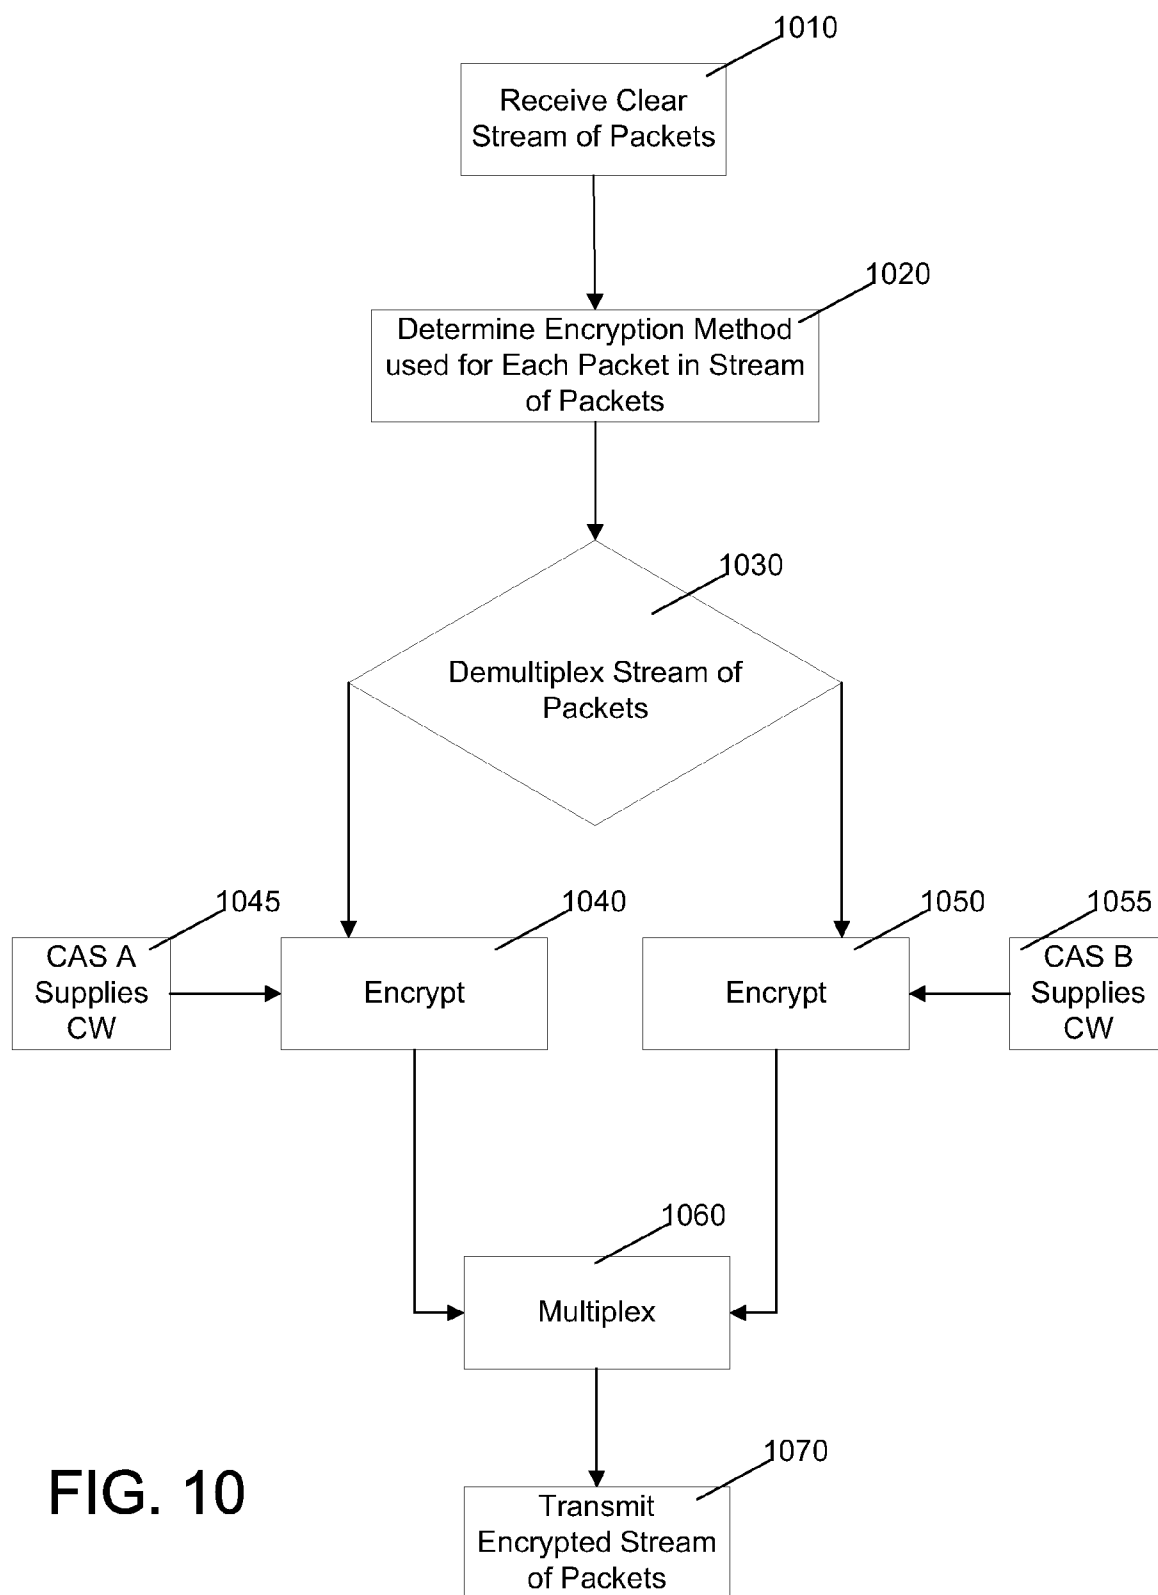 1010
Receive Clear
Stream of Packets
1020
Determine Encryption Method
used for Each Packet in Stream
of Packets
1030
Demultiplex Stream of
Packets
1045
1040
1050
1055
CAS A
Supplies
CW
Encrypt
Encrypt
CAS B
Supplies
CW
1060
Multiplex
1070
Transmit
Encrypted Stream
of Packets
FIG. 10